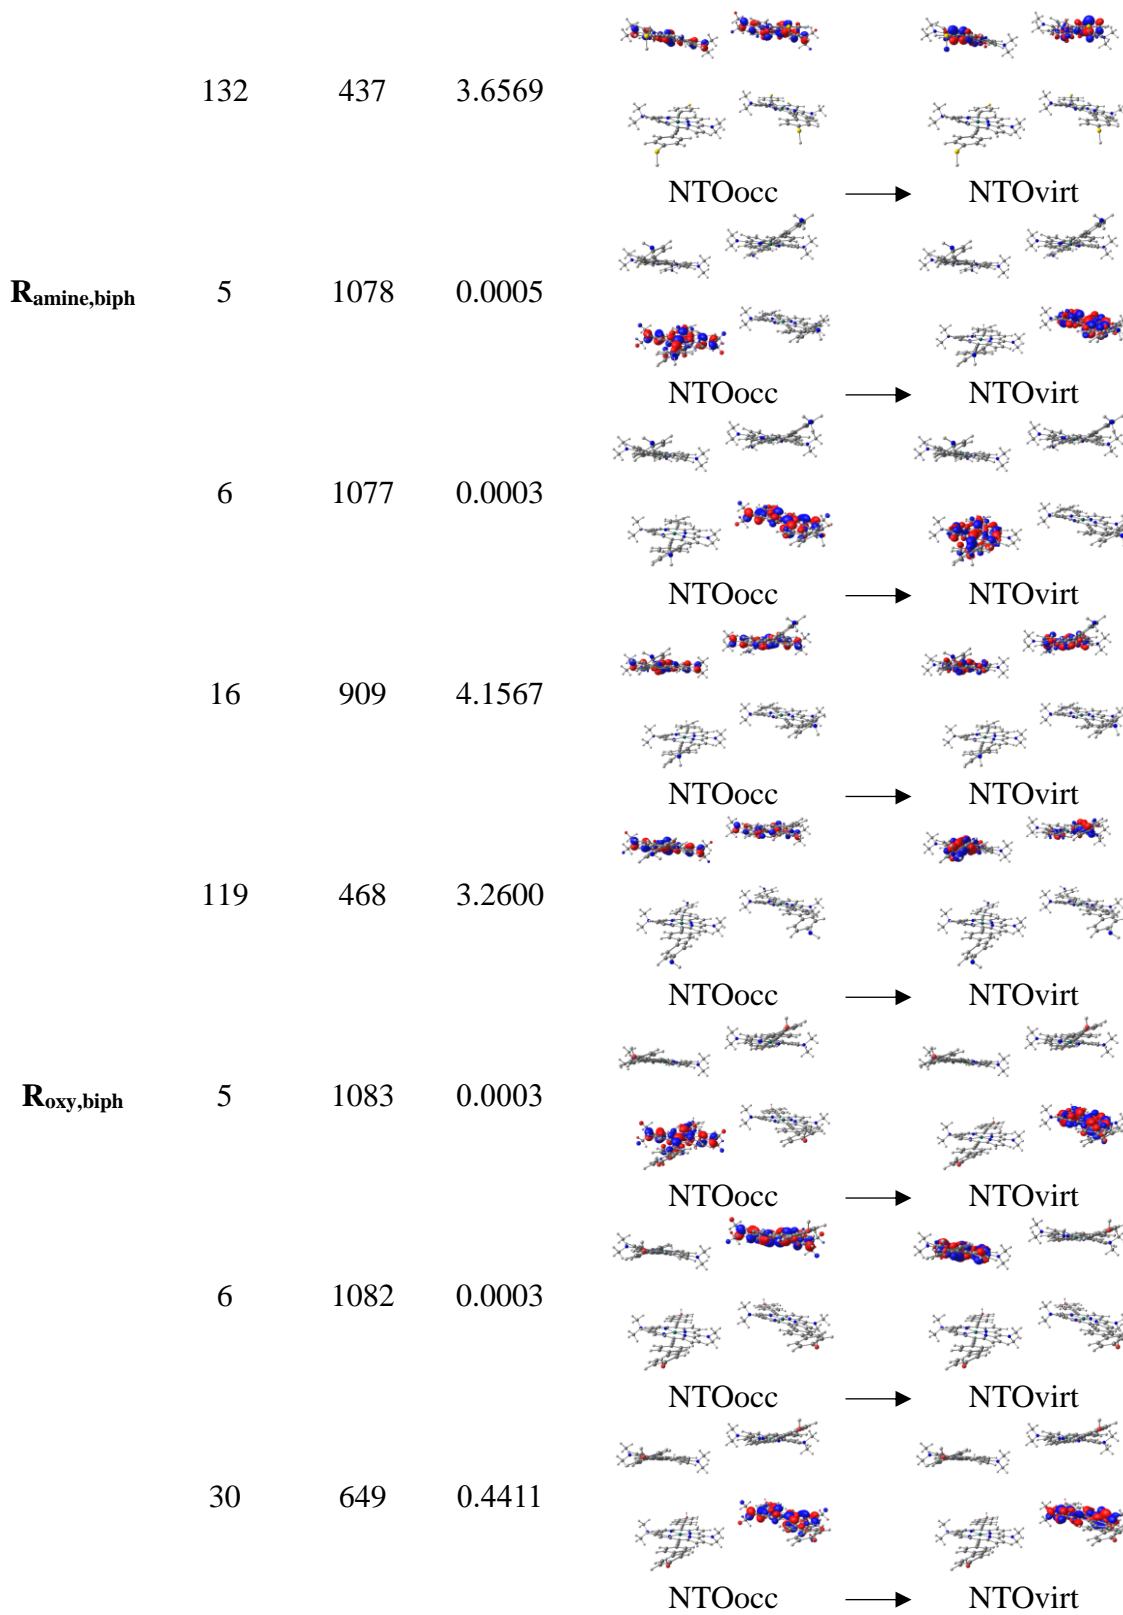 132 437 3.6569
NTOocc NTOvirt
R_amine,biph 5 1078 0.0005
NTOocc NTOvirt
6 1077 0.0003
NTOocc NTOvirt
16 909 4.1567
NTOocc NTOvirt
119 468 3.2600
NTOocc NTOvirt
R_oxy,biph 5 1083 0.0003
NTOocc NTOvirt
6 1082 0.0003
NTOocc NTOvirt
30 649 0.4411
NTOocc NTOvirt